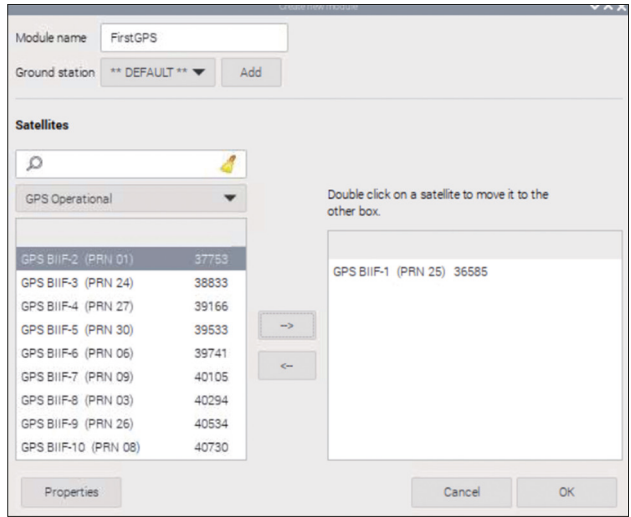 Create new module
Module name FirstGPS
Ground station ** DEFAULT ** Add
Satellites
GPS Operational
Double click on a satellite to move it to the
other box.
GPS BIIF-2 (PRN 01) 37753
GPS BIIF-3 (PRN 24) 38833
GPS BIIF-4 (PRN 27) 39166
GPS BIIF-5 (PRN 30) 39533
GPS BIIF-6 (PRN 06) 39741
GPS BIIF-7 (PRN 09) 40105
GPS BIIF-8 (PRN 03) 40294
GPS BIIF-9 (PRN 26) 40534
GPS BIIF-10 (PRN 08) 40730
-->
<--
GPS BIIF-1 (PRN 25) 36585
Properties
Cancel
OK